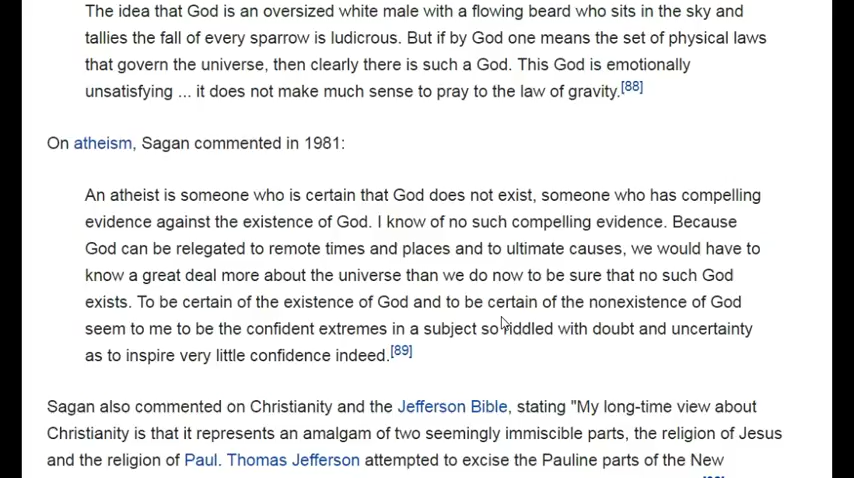 The idea that God is an oversized white male with a flowing beard who sits in the sky and
tallies the fall of every sparrow is ludicrous. But if by God one means the set of physical laws
that govern the universe, then clearly there is such a God. This God is emotionally
unsatisfying ... it does not make much sense to pray to the law of gravity.[88]
On atheism, Sagan commented in 1981:
An atheist is someone who is certain that God does not exist, someone who has compelling
evidence against the existence of God. I know of no such compelling evidence. Because
God can be relegated to remote times and places and to ultimate causes, we would have to
know a great deal more about the universe than we do now to be sure that no such God
exists. To be certain of the existence of God and to be certain of the nonexistence of God
seem to me to be the confident extremes in a subject so riddled with doubt and uncertainty
as to inspire very little confidence indeed.[89]
Sagan also commented on Christianity and the Jefferson Bible, stating "My long-time view about
Christianity is that it represents an amalgam of two seemingly immiscible parts, the religion of Jesus
and the religion of Paul. Thomas Jefferson attempted to excise the Pauline parts of the New